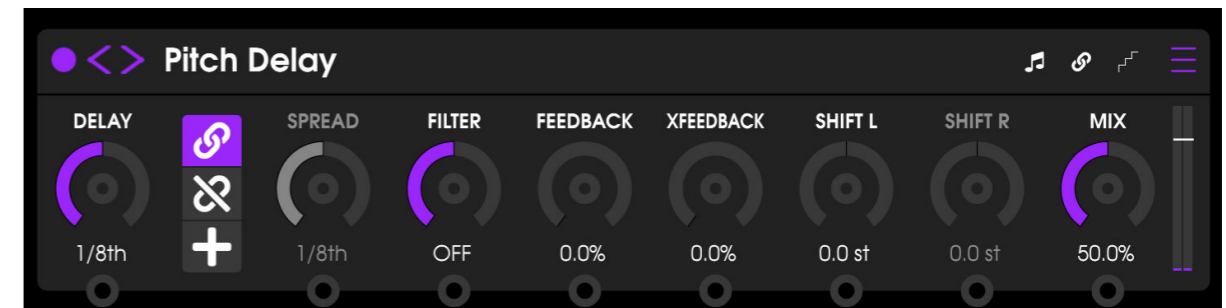 Pitch Delay
DELAY SPREAD FILTER FEEDBACK XFEEDBACK SHIFT L SHIFT R MIX
1/8th 1/8th OFF 0.0% 0.0% 0.0 st 0.0 st 50.0%